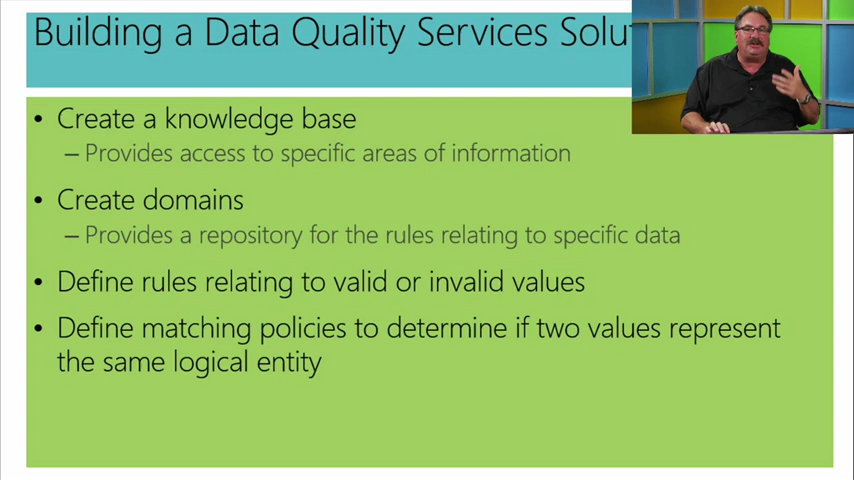 Building a Data Quality Services
• Create a knowledge base
– Provides access to specific areas of information
• Create domains
– Provides a repository for the rules relating to specific data
• Define rules relating to valid or invalid values
• Define matching policies to determine if two values represent
the same logical entity